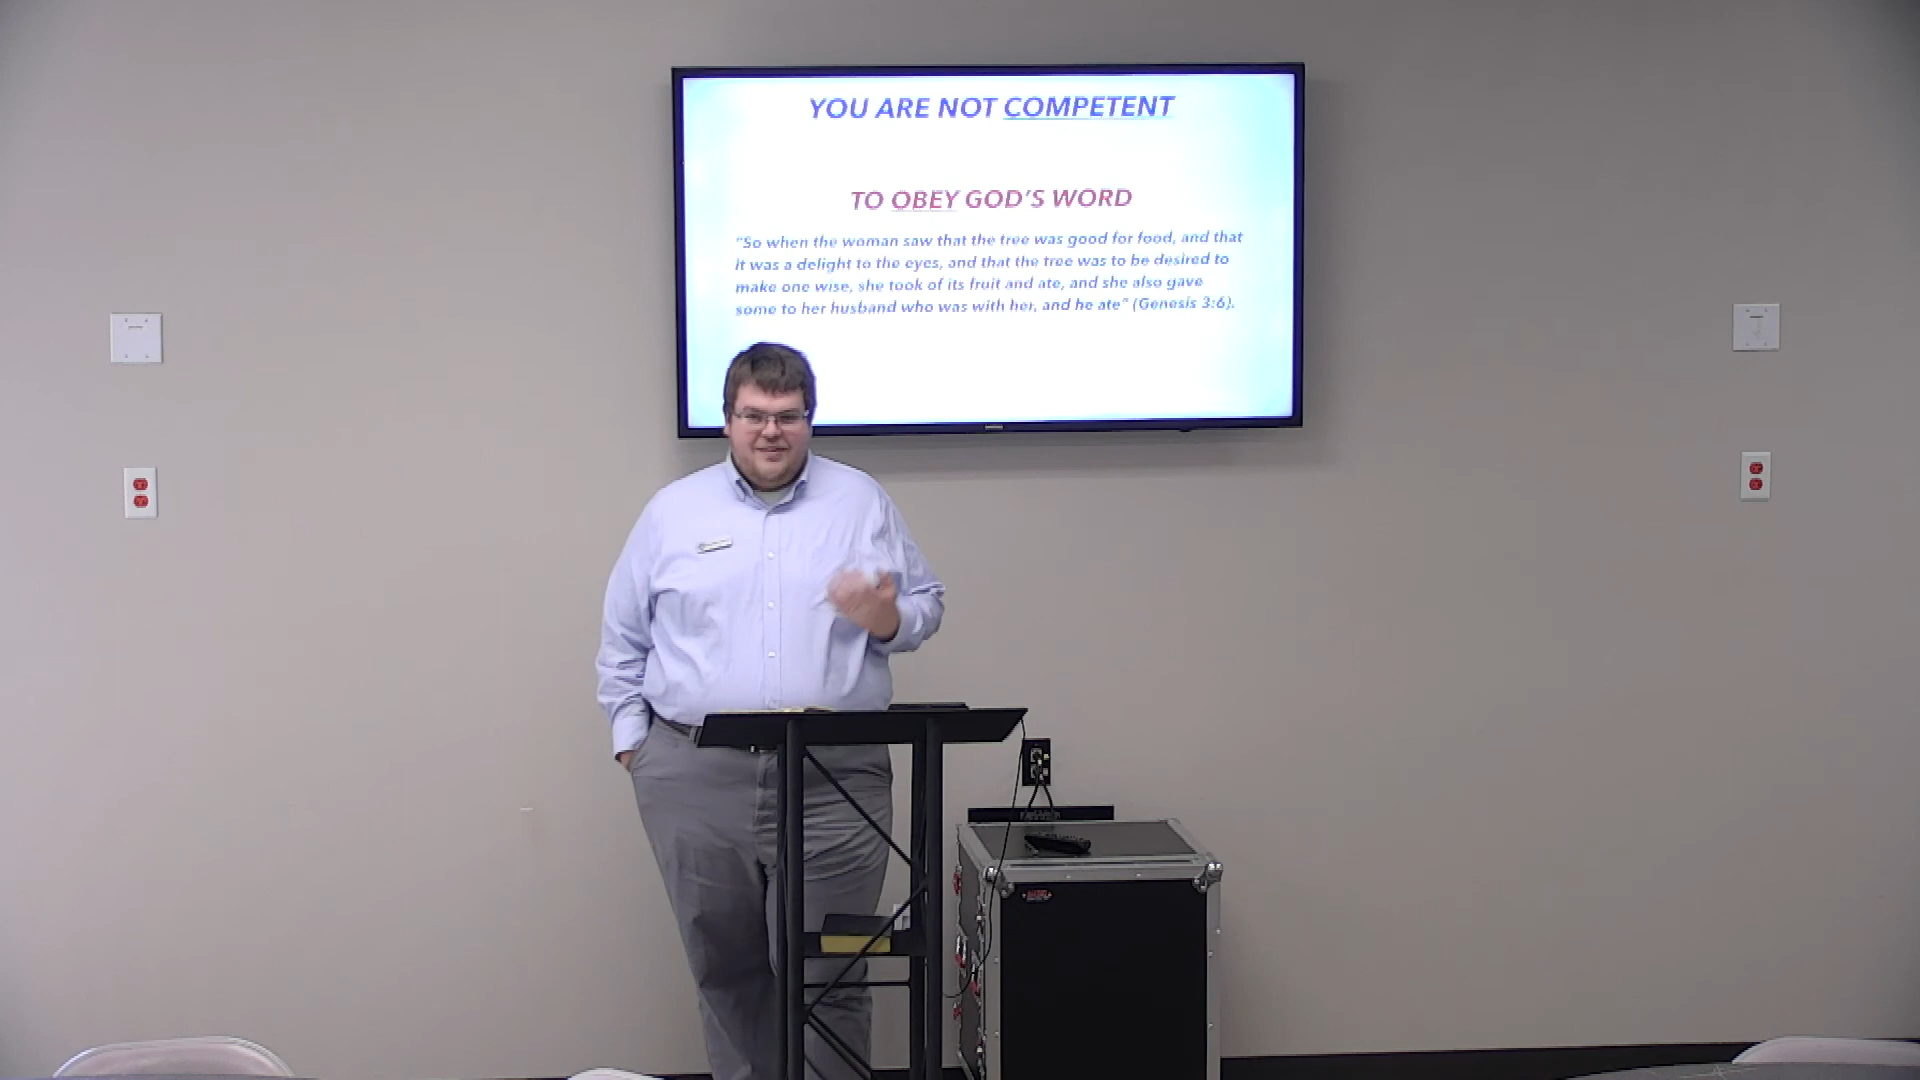 YOU ARE NOT COMPETENT
TO OBEY GOD'S WORD
"So when the woman saw that the tree was good for food, and that
it was a delight to the eyes, and that the tree was to be desired to
make one wise, she took of its fruit and ate, and she also gave
some to her husband who was with her, and he ate" (Genesis 3:6).